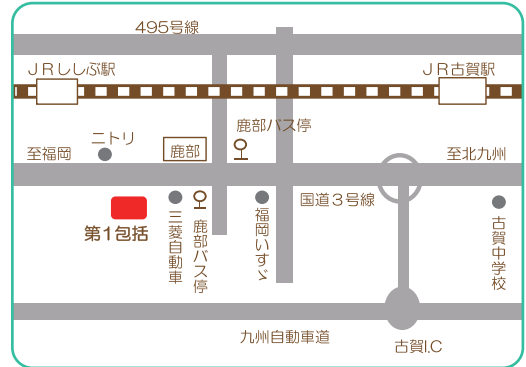 495号線
JRししぶ駅
JR古賀駅
鹿部バス停
ニトリ
鹿部
至福岡
至北九州
国道3号線
第1包括
三菱自動車
鹿部バス停
福岡いすゞ
古賀中学校
九州自動車道
古賀I.C